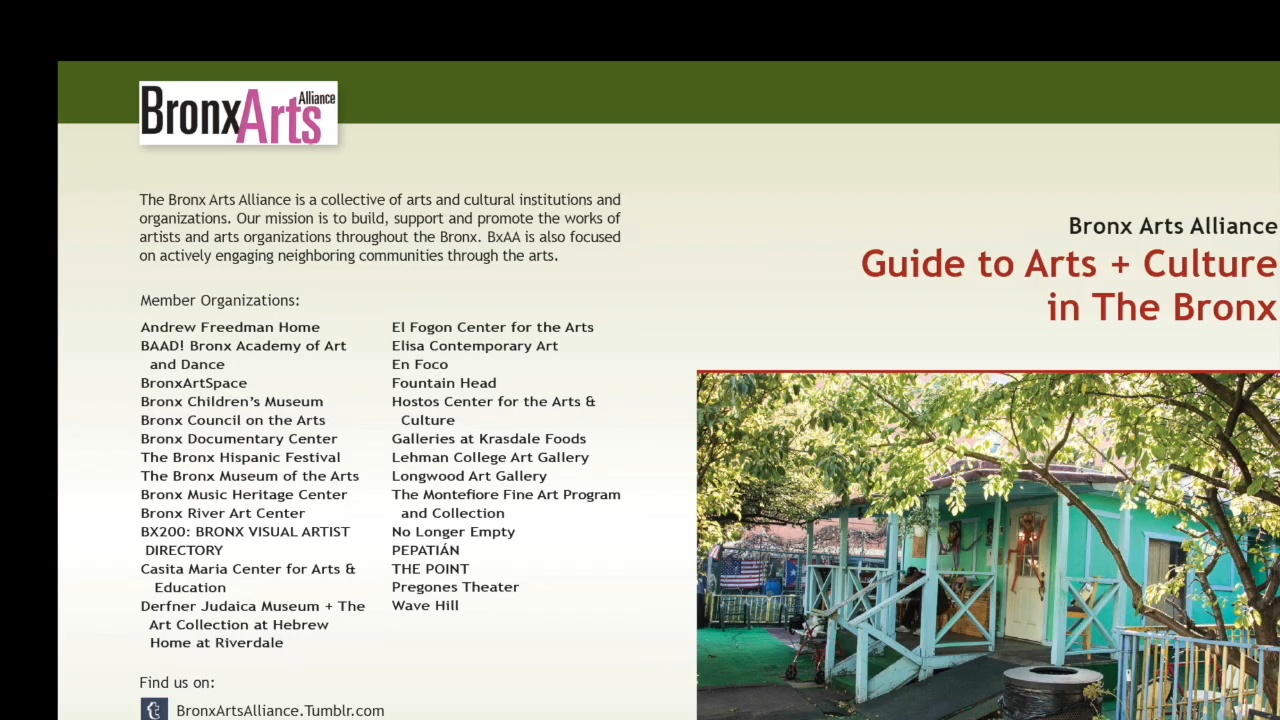 BronxArts
Alliance
The Bronx Arts Alliance is a collective of arts and cultural institutions and
organizations. Our mission is to build, support and promote the works of
artists and arts organizations throughout the Bronx. BxAA is also focused
on actively engaging neighboring communities through the arts.
Member Organizations:
Andrew Freedman Home
BAAD! Bronx Academy of Art
and Dance
BronxArtSpace
Bronx Children's Museum
Bronx Council on the Arts
Bronx Documentary Center
The Bronx Hispanic Festival
The Bronx Museum of the Arts
Bronx Music Heritage Center
Bronx River Art Center
BX200: BRONX VISUAL ARTIST
DIRECTORY
Casita Maria Center for Arts &
Education
Derfner Judaica Museum + The
Art Collection at Hebrew
Home at Riverdale
El Fogon Center for the Arts
Elisa Contemporary Art
En Foco
Fountain Head
Hostos Center for the Arts &
Culture
Galleries at Krasdale Foods
Lehman College Art Gallery
Longwood Art Gallery
The Montefiore Fine Art Program
and Collection
No Longer Empty
PEPATIÁN
THE POINT
Pregones Theater
Wave Hill
Find us on:
t BronxArtsAlliance.Tumblr.com
Bronx Arts Alliance
Guide to Arts + Culture
in The Bronx